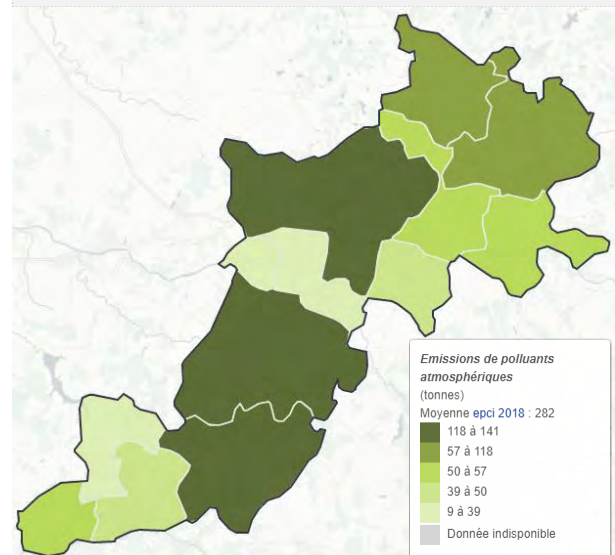 Emissions de polluants
atmosphériques
(tonnes)
Moyenne epci 2018 : 282
118 à 141
57 à 118
50 à 57
39 à 50
9 à 39
Donnée indisponible